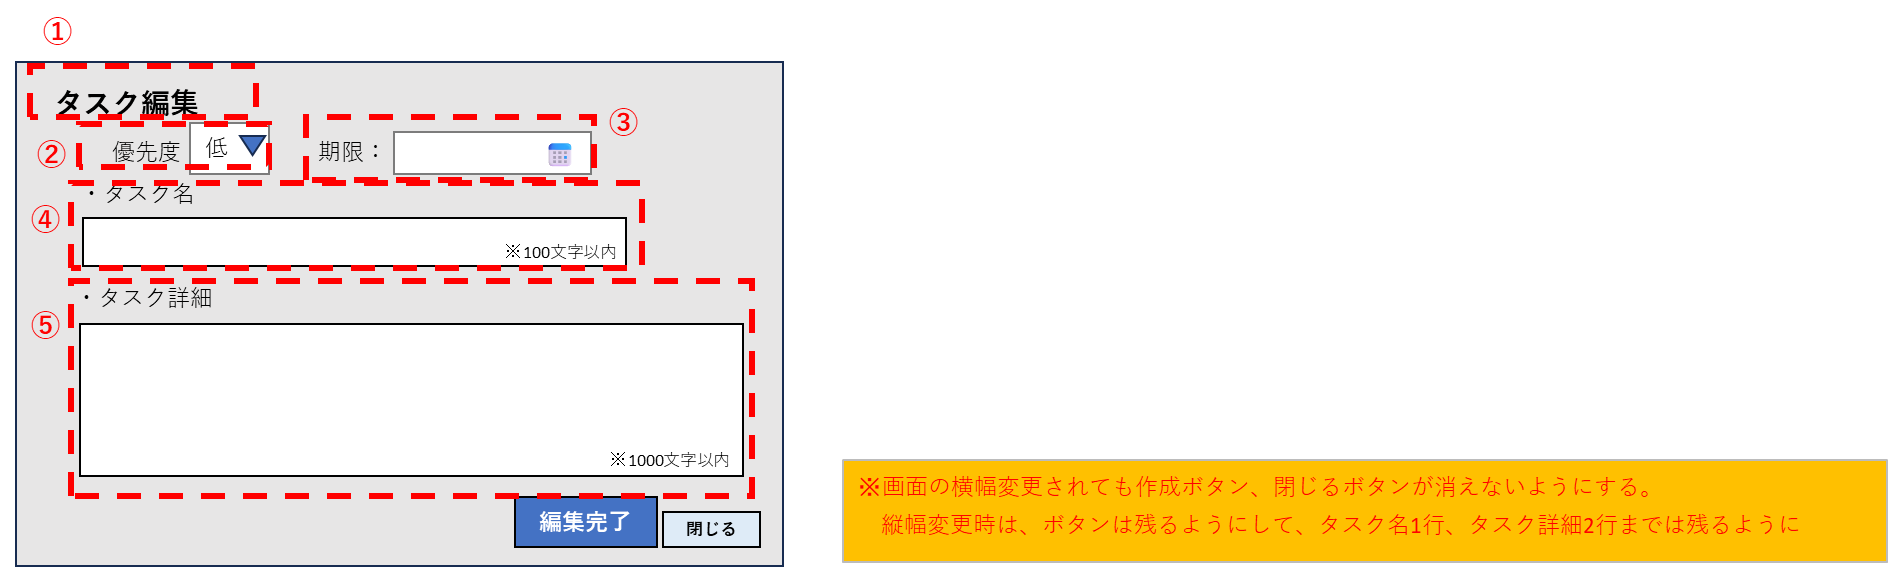 ①
タスク編集
② 優先度 低 期限： ③
・タスク名
④
※100文字以内
・タスク詳細
⑤
※1000文字以内
編集完了 閉じる
※画面の横幅変更されても作成ボタン、閉じるボタンが消えないようにする。
縦幅変更時は、ボタンは残るようにして、タスク名1行、タスク詳細2行までは残るように